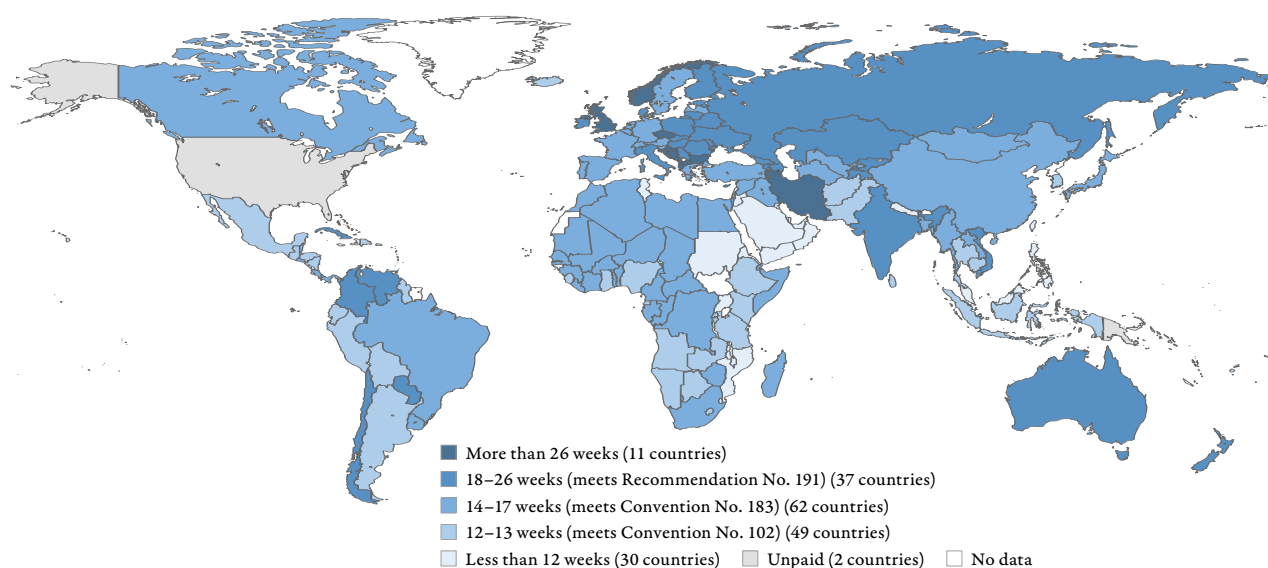 More than 26 weeks (11 countries)
18–26 weeks (meets Recommendation No. 191) (37 countries)
14–17 weeks (meets Convention No. 183) (62 countries)
12–13 weeks (meets Convention No. 102) (49 countries)
Less than 12 weeks (30 countries) Unpaid (2 countries) No data